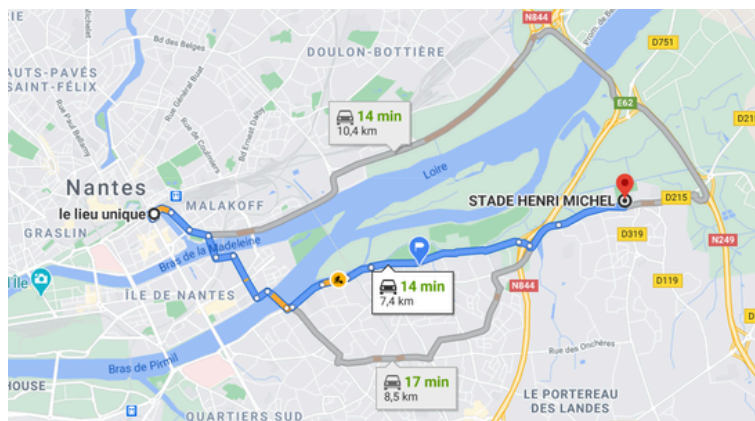 N844
D751
Bd des Belges
DOULON-BOTTIÈRE
AUTS-PAVÉS
SAINT-FÉLIX
Rue Paul Bellamy
Rue Général Buat
Rue de Coulmiers
Bd Ernest Dalby
14 min
10,4 km
E62
Loire
Nantes
MALAKOFF
STADE HENRI MICHEL
D215
le lieu unique
GRASLIN
Bras de la Madeleine
D319
N249
ÎLE DE NANTES
14 min
7,4 km
N844
D119
Bras de Pirmil
Rue des Onchères
17 min
8,5 km
HOUSE
LE PORTEREAU
DES LANDES
QUARTIERS SUD